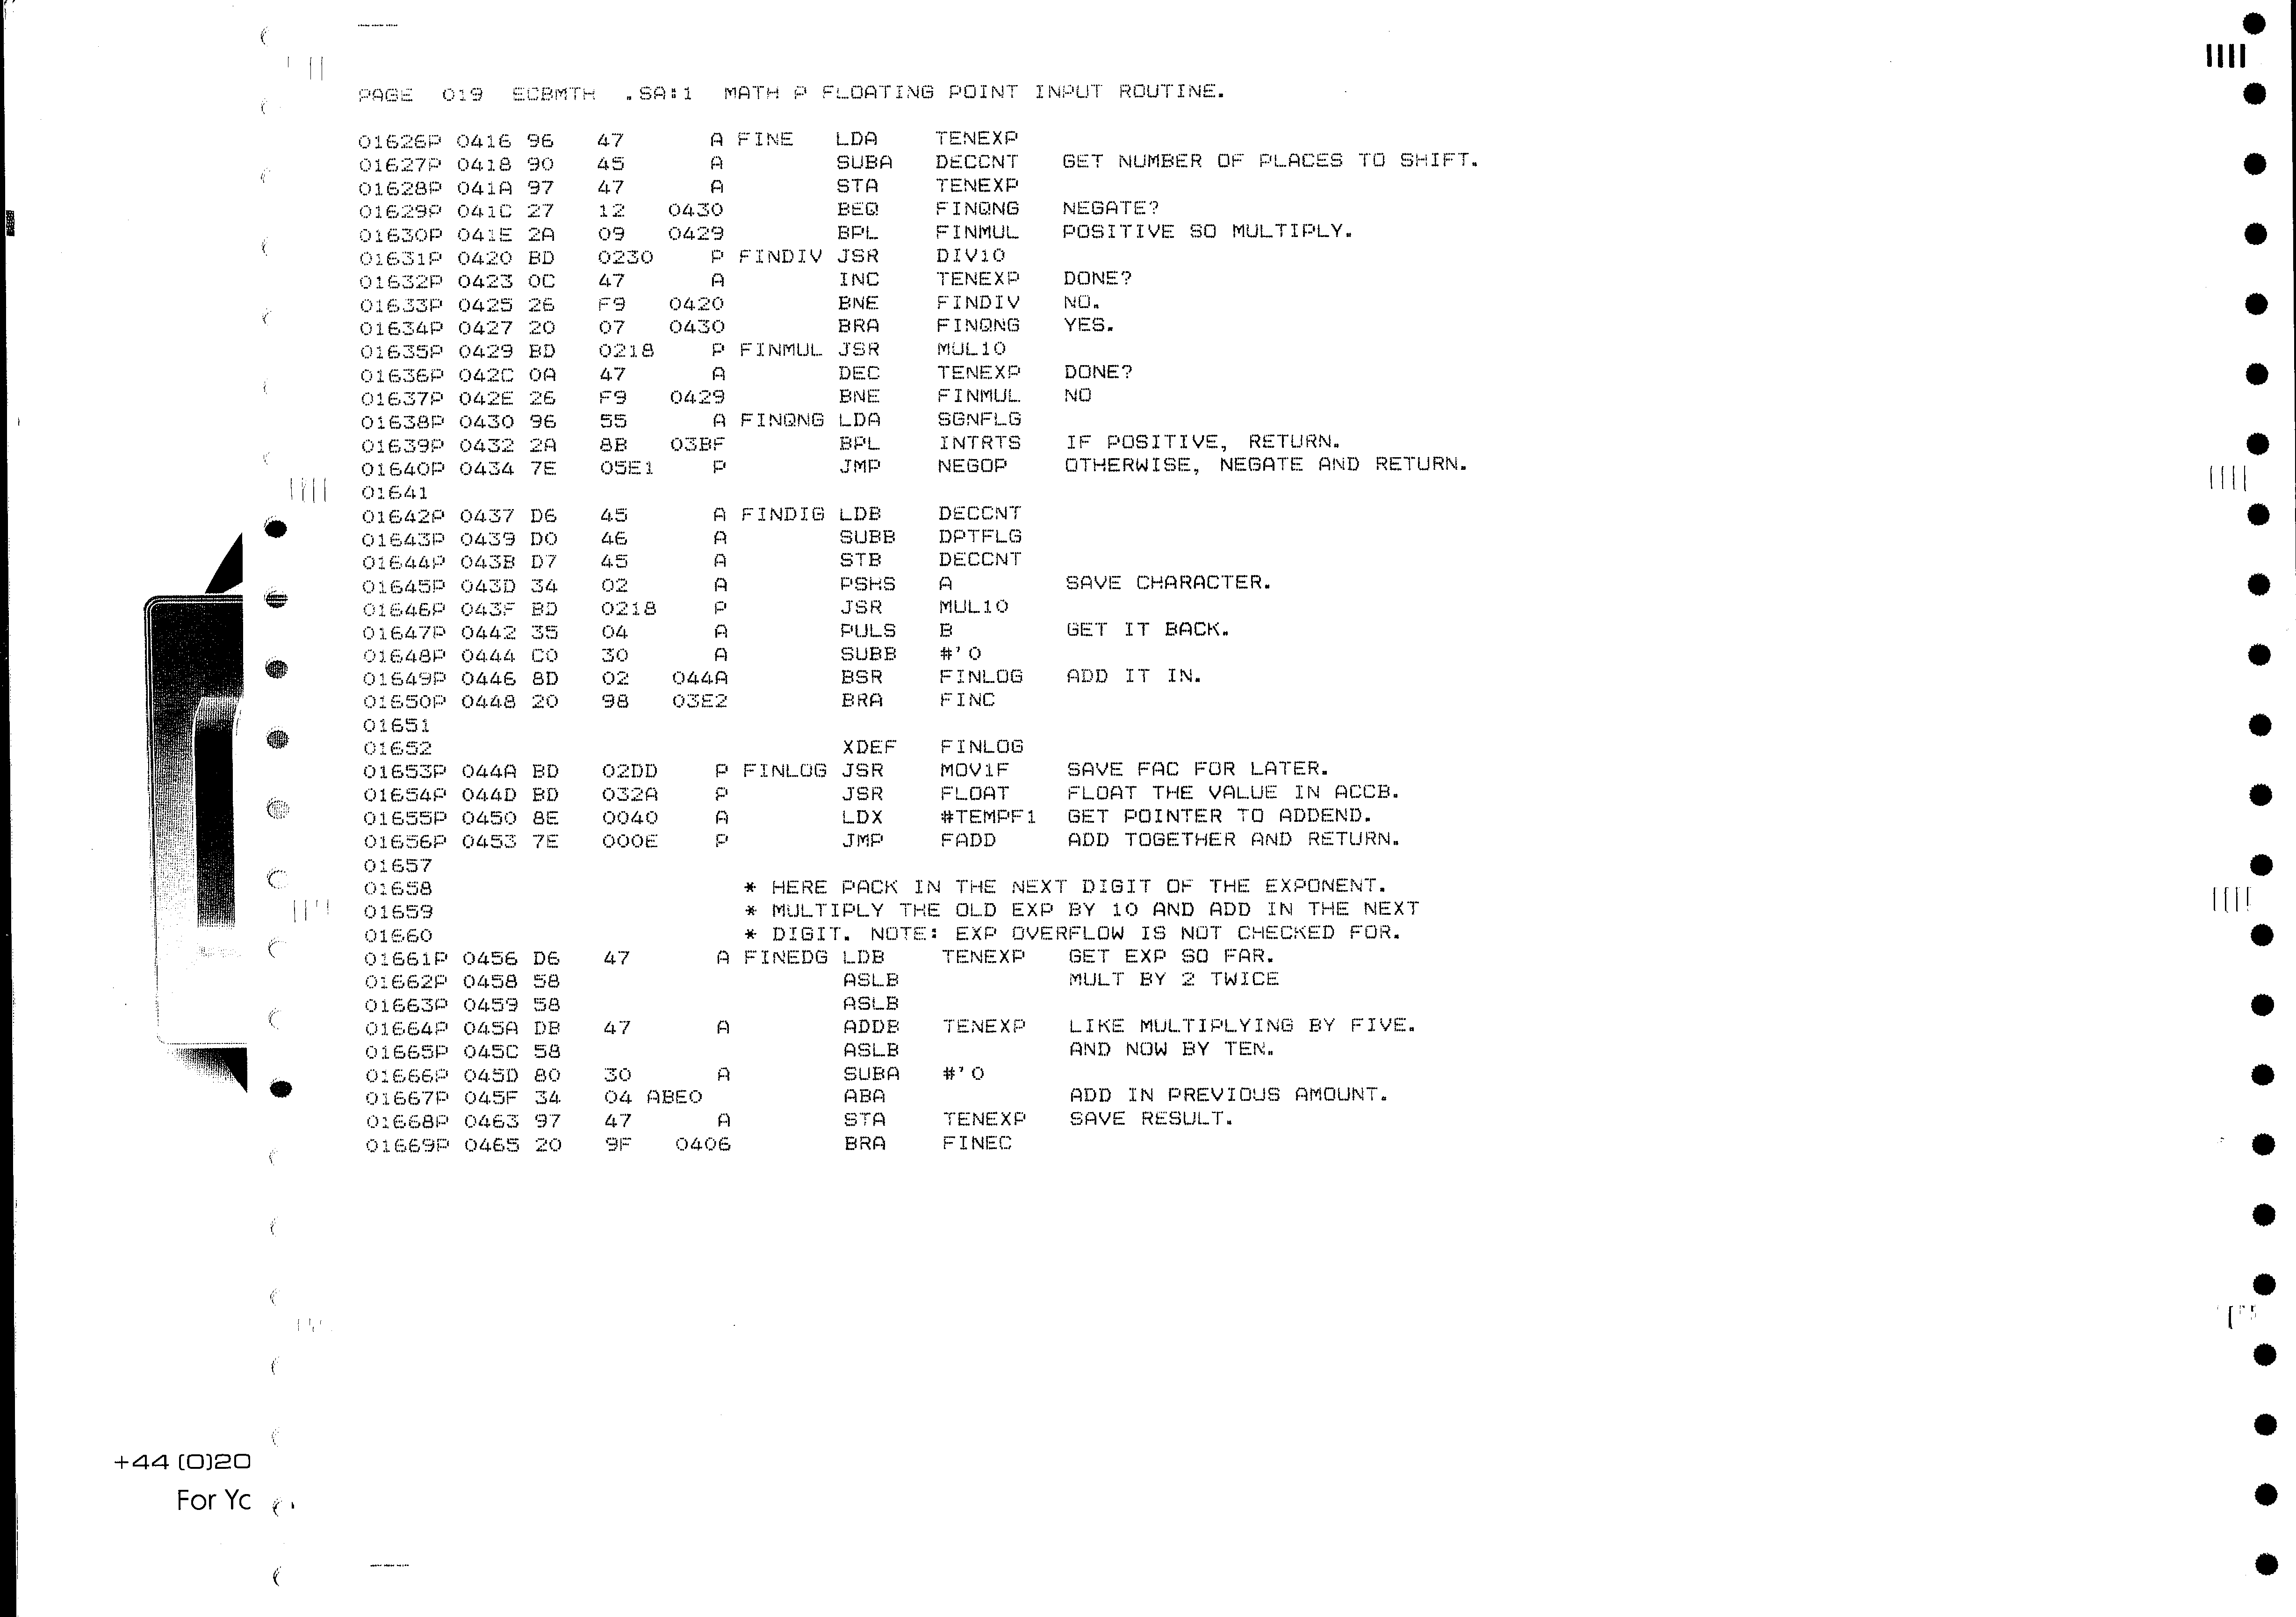 PAGE 019 ECBMTH .SA:1 MATH P FLOATING POINT INPUT ROUTINE.
01626P 0416 96 47 A FINE LDA TENEXP
01627P 0418 90 45 A SUBA DECCNT GET NUMBER OF PLACES TO SHIFT.
01628P 041A 97 47 A STA TENEXP
01629P 041C 27 12 0430 BEQ FINQNG NEGATE?
01630P 041E 2A 09 0429 BPL FINMUL POSITIVE SO MULTIPLY.
01631P 0420 BD 0230 P FINDIV JSR DIV10
01632P 0423 0C 47 A INC TENEXP DONE?
01633P 0425 26 F9 0420 BNE FINDIV NO.
01634P 0427 20 07 0430 BRA FINQNG YES.
01635P 0429 BD 0218 P FINMUL JSR MUL10
01636P 042C 0A 47 A DEC TENEXP DONE?
01637P 042E 26 F9 0429 BNE FINMUL NO
01638P 0430 96 55 A FINQNG LDA SGNFLG
01639P 0432 2A 8B 03BF BPL INTRTS IF POSITIVE, RETURN.
01640P 0434 7E 05E1 P JMP NEGOP OTHERWISE, NEGATE AND RETURN.
01641
01642P 0437 D6 45 A FINDIG LDB DECCNT
01643P 0439 D0 46 A SUBB DPTFLG
01644P 043B D7 45 A STB DECCNT
01645P 043D 34 02 A PSHS A SAVE CHARACTER.
01646P 043F BD 0218 P JSR MUL10
01647P 0442 35 04 A PULS B GET IT BACK.
01648P 0444 C0 30 A SUBB #'0
01649P 0446 8D 02 044A BSR FINLOG ADD IT IN.
01650P 0448 20 98 03E2 BRA FINC
01651
01652 XDEF FINLOG
01653P 044A BD 02DD P FINLOG JSR MOV1F SAVE FAC FOR LATER.
01654P 044D BD 032A P JSR FLOAT FLOAT THE VALUE IN ACCB.
01655P 0450 8E 0040 A LDX #TEMPF1 GET POINTER TO ADDEND.
01656P 0453 7E 000E P JMP FADD ADD TOGETHER AND RETURN.
01657
01658 * HERE PACK IN THE NEXT DIGIT OF THE EXPONENT.
01659 * MULTIPLY THE OLD EXP BY 10 AND ADD IN THE NEXT
01660 * DIGIT. NOTE: EXP OVERFLOW IS NOT CHECKED FOR.
01661P 0456 D6 47 A FINEDG LDB TENEXP GET EXP SO FAR.
01662P 0458 58 ASLB MULT BY 2 TWICE
01663P 0459 58 ASLB
01664P 045A DB 47 A ADDB TENEXP LIKE MULTIPLYING BY FIVE.
01665P 045C 58 ASLB AND NOW BY TEN.
01666P 045D 80 30 A SUBA #'0
01667P 045F 34 04 ABE0 ABA ADD IN PREVIOUS AMOUNT.
01668P 0463 97 47 A STA TENEXP SAVE RESULT.
01669P 0465 20 9F 0406 BRA FINEC
+44 (0)20
For Yc